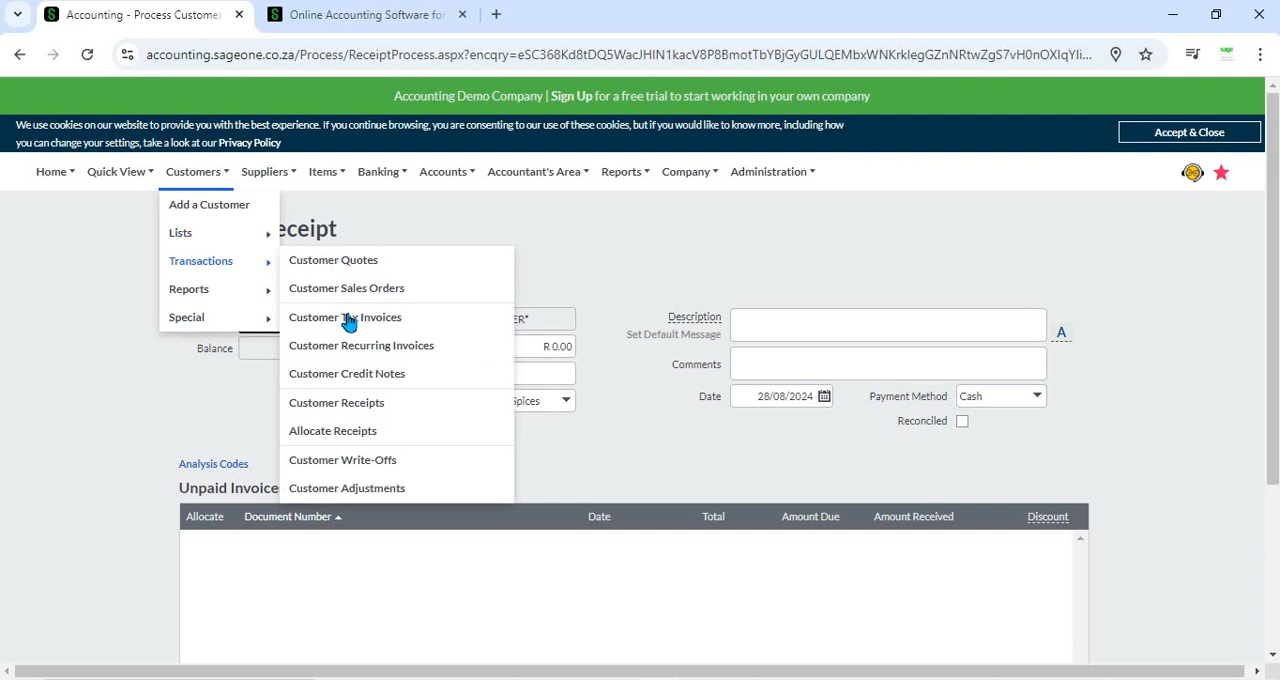 Accounting - Process Customer
Online Accounting Software for
accounting.sageone.co.za/Process/ReceiptProcess.aspx?encqry=eSC368Kd8tDQ5WacJHIN1kacV8P8BmotTbYBjGyGULQEMbxWNKrkIegGZnNRtwZgS7vH0nOXIqYli...
Accounting Demo Company | Sign Up for a free trial to start working in your own company
We use cookies on our website to provide you with the best experience. If you continue browsing, you are consenting to our use of these cookies, but if you would like to know more, including how
you can change your settings, take a look at our Privacy Policy
Accept & Close
Home Quick View Customers Suppliers Items Banking Accounts Accountant's Area Reports Company Administration
Add a Customer
Lists
Transactions
Reports
Special
eceipt
Customer Quotes
Customer Sales Orders
Customer Tax Invoices
Customer Recurring Invoices
Customer Credit Notes
Customer Receipts
Allocate Receipts
Customer Write-Offs
Customer Adjustments
ER*
Balance
R 0.00
Spices
Description
Set Default Message
A
Comments
Date 28/08/2024 Payment Method Cash
Reconciled
Analysis Codes
Unpaid Invoice
Allocate Document Number Date Total Amount Due Amount Received Discount